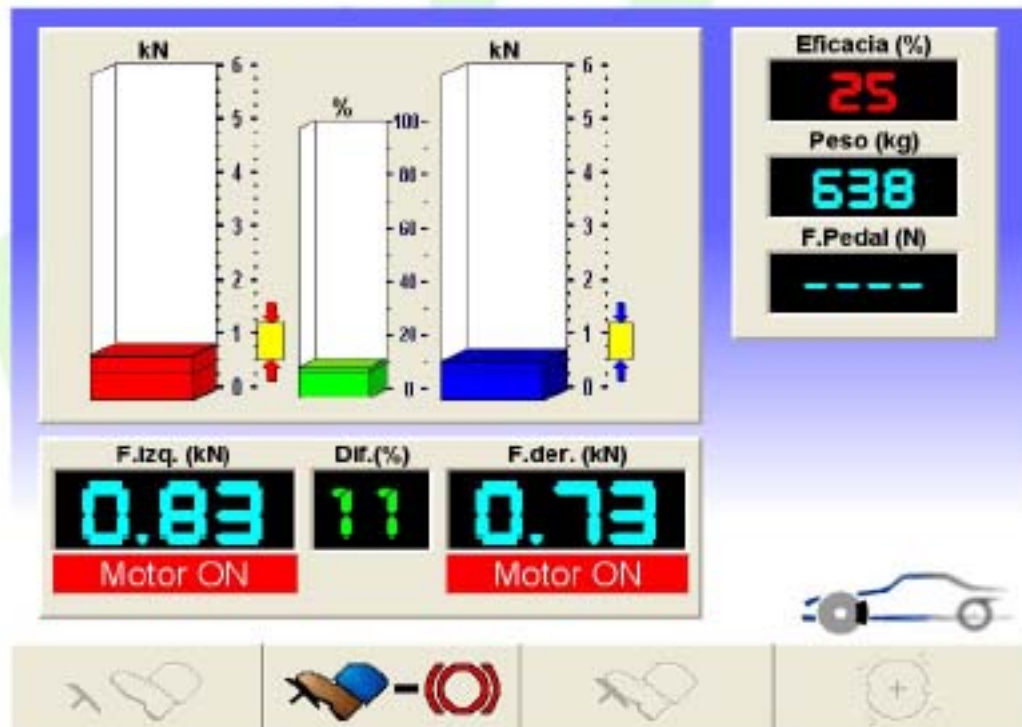 kN
6
5
4
3
2
1
0
%
100
80
60
40
20
0
kN
6
5
4
3
2
1
0
Eficacia (%)
25
Peso (kg)
638
F.Pedal (N)
----
F.Izq. (kN)
0.83
Motor ON
Dif.(%)
11
F.der. (kN)
0.73
Motor ON